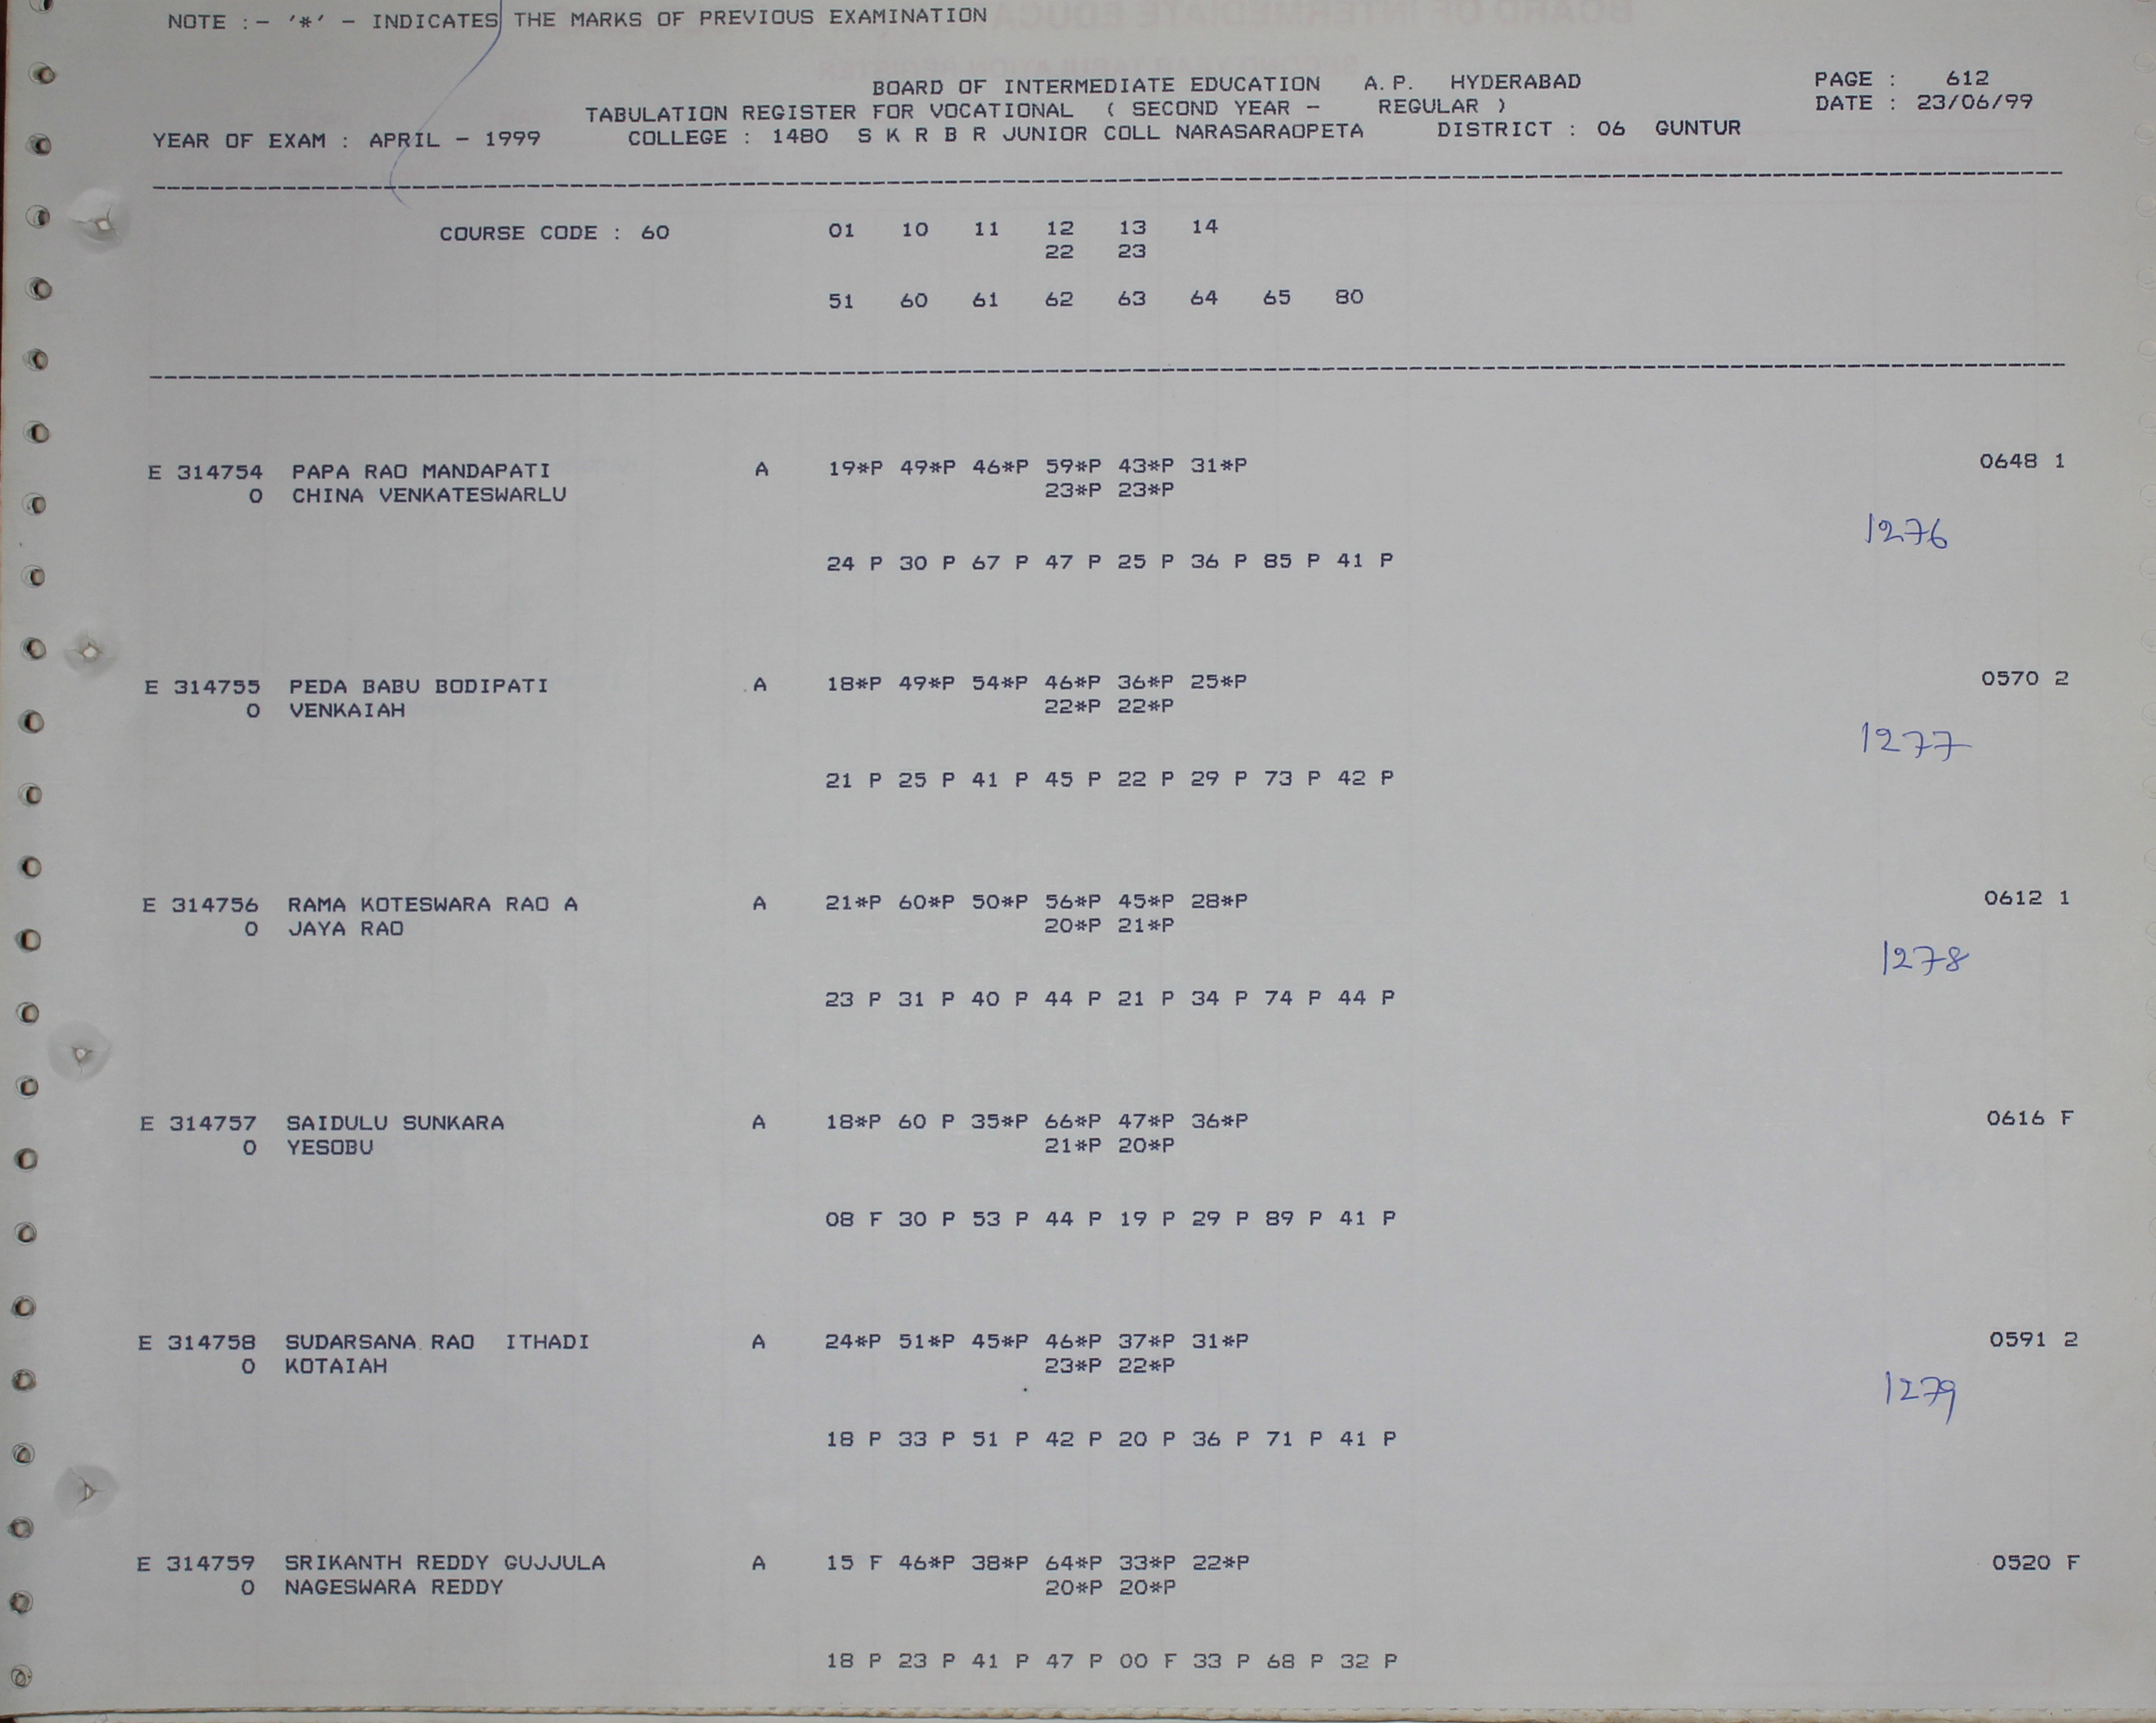 NOTE :- '*' - INDICATES THE MARKS OF PREVIOUS EXAMINATION
BOARD OF INTERMEDIATE EDUCATION A.P. HYDERABAD PAGE : 612
TABULATION REGISTER FOR VOCATIONAL ( SECOND YEAR - REGULAR ) DATE : 23/06/99
YEAR OF EXAM : APRIL - 1999 COLLEGE : 1480 S K R B R JUNIOR COLL NARASARAOPETA DISTRICT : 06 GUNTUR
COURSE CODE : 60 01 10 11 12 13 14
22 23
51 60 61 62 63 64 65 80
E 314754 PAPA RAO MANDAPATI A 19*P 49*P 46*P 59*P 43*P 31*P 0648 1
0 CHINA VENKATESWARLU 23*P 23*P
1276
24 P 30 P 67 P 47 P 25 P 36 P 85 P 41 P
E 314755 PEDA BABU BODIPATI A 18*P 49*P 54*P 46*P 36*P 25*P 0570 2
0 VENKAIAH 22*P 22*P
1277
21 P 25 P 41 P 45 P 22 P 29 P 73 P 42 P
E 314756 RAMA KOTESWARA RAO A A 21*P 60*P 50*P 56*P 45*P 28*P 0612 1
0 JAYA RAO 20*P 21*P
1278
23 P 31 P 40 P 44 P 21 P 34 P 74 P 44 P
E 314757 SAIDULU SUNKARA A 18*P 60 P 35*P 66*P 47*P 36*P 0616 F
0 YESOBU 21*P 20*P
08 F 30 P 53 P 44 P 19 P 29 P 89 P 41 P
E 314758 SUDARSANA RAO ITHADI A 24*P 51*P 45*P 46*P 37*P 31*P 0591 2
0 KOTAIAH 23*P 22*P
1279
18 P 33 P 51 P 42 P 20 P 36 P 71 P 41 P
E 314759 SRIKANTH REDDY GUJJULA A 15 F 46*P 38*P 64*P 33*P 22*P 0520 F
0 NAGESWARA REDDY 20*P 20*P
18 P 23 P 41 P 47 P 00 F 33 P 68 P 32 P